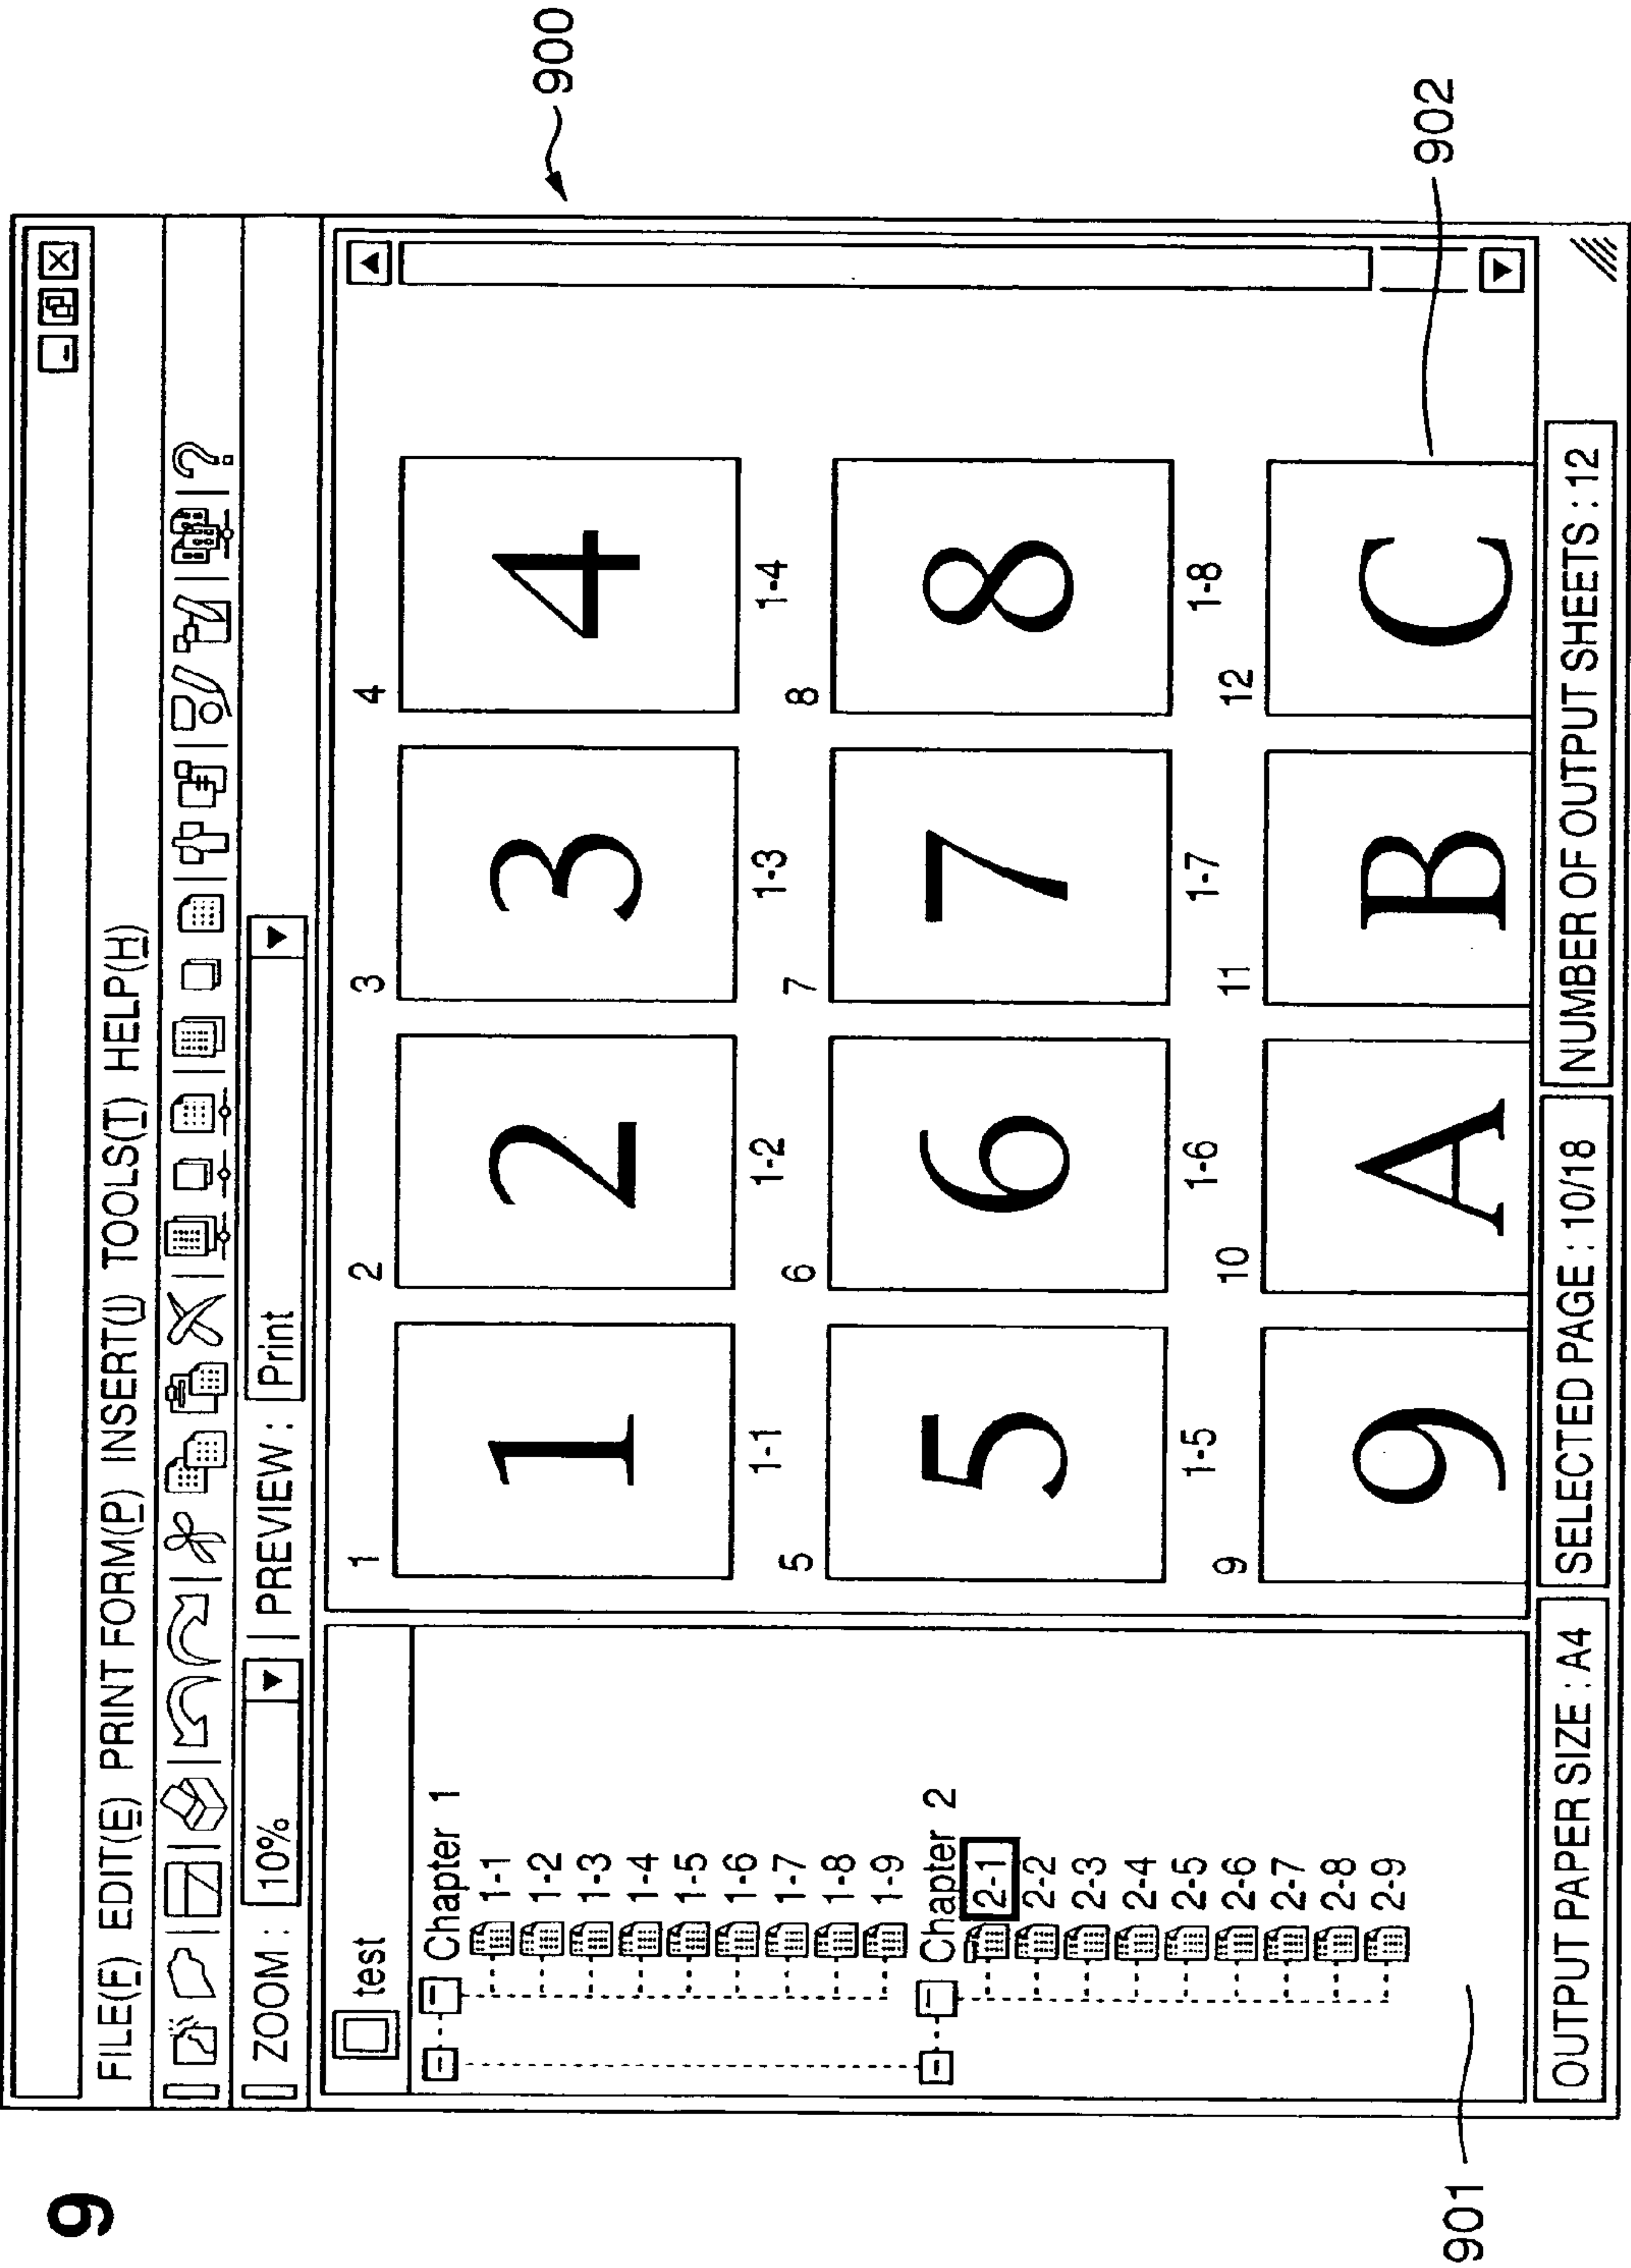 9
900
FILE(F) EDIT(E) PRINT FORM(P) INSERT(I) TOOLS(T) HELP(H)
?
ZOOM : 10% PREVIEW : Print
test
Chapter 1
1-1
1-2
1-3
1-4
1-5
1-6
1-7
1-8
1-9
Chapter 2
2-1
2-2
2-3
2-4
2-5
2-6
2-7
2-8
2-9
1 2 3 4
1 2 3 4
1-1 1-2 1-3 1-4
5 6 7 8
5 6 7 8
1-5 1-6 1-7 1-8
9 10 11 12
9 A B C
OUTPUT PAPER SIZE : A4 SELECTED PAGE : 10/18 NUMBER OF OUTPUT SHEETS : 12
901
902